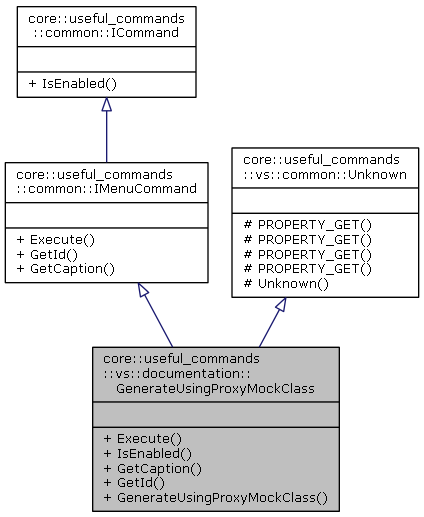 core::useful_commands
::common::ICommand
+ IsEnabled()
core::useful_commands
::common::IMenuCommand
+ Execute()
+ GetId()
+ GetCaption()
core::useful_commands
::vs::common::Unknown
# PROPERTY_GET()
# PROPERTY_GET()
# PROPERTY_GET()
# PROPERTY_GET()
# Unknown()
core::useful_commands
::vs::documentation::
GenerateUsingProxyMockClass
+ Execute()
+ IsEnabled()
+ GetCaption()
+ GetId()
+ GenerateUsingProxyMockClass()